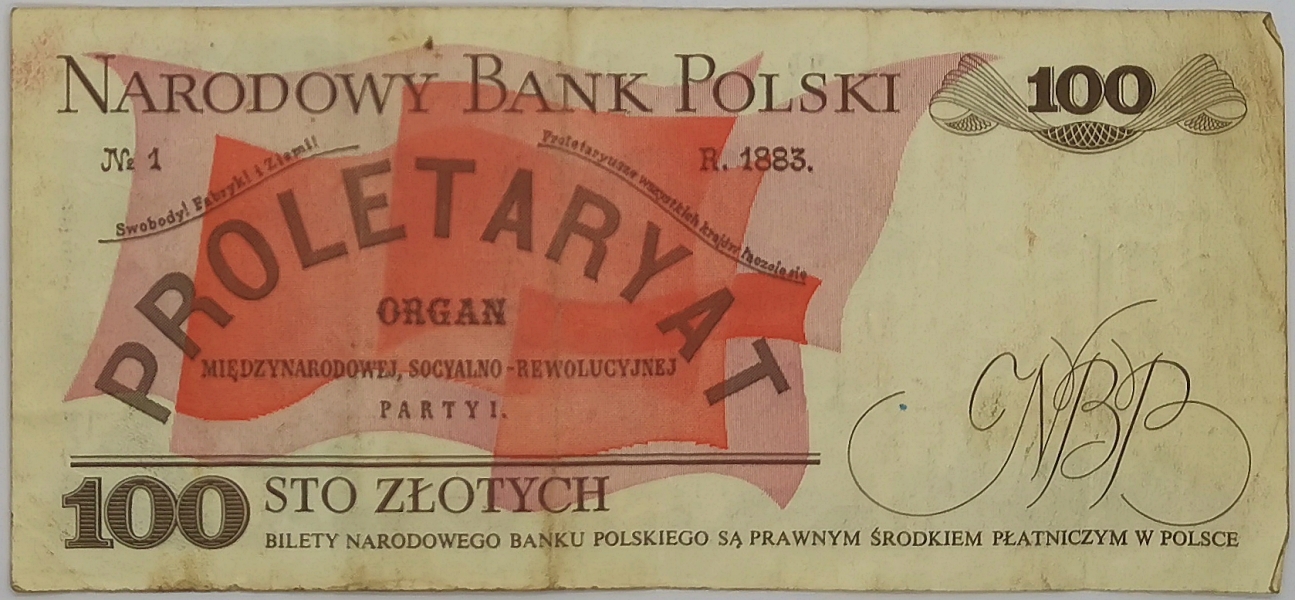 NARODOWY BANK POLSKI 100
№ 1 R. 1883.
Swobody! Fabryk! i Ziemi!
Proletaryusze wszystkich krajów łączcie się
PROLETARYAT
ORGAN
MIĘDZYNARODOWEJ, SOCYALNO-REWOLUCYJNEJ
PARTYI.
NBP
100 STO ZŁOTYCH
BILETY NARODOWEGO BANKU POLSKIEGO SĄ PRAWNYM ŚRODKIEM PŁATNICZYM W POLSCE